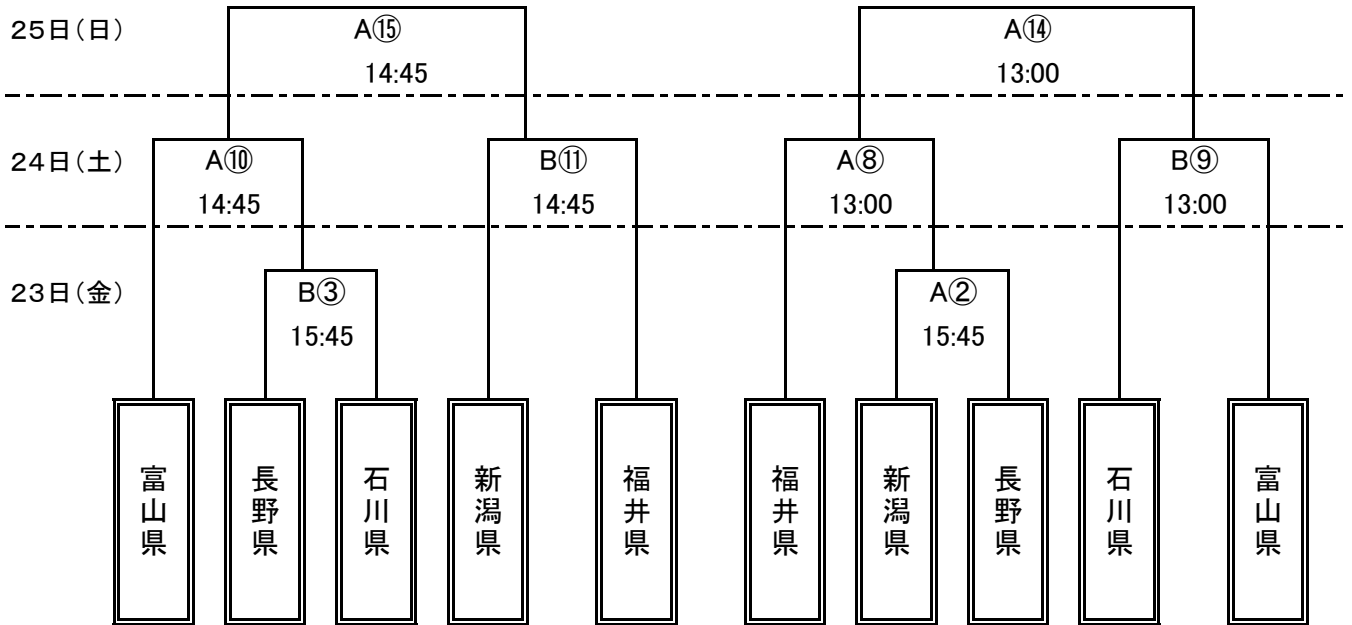 25日(日)
A⑮
14:45
A⑭
13:00
24日(土)
A⑩
14:45
B⑪
14:45
A⑧
13:00
B⑨
13:00
23日(金)
B③
15:45
A②
15:45
富山県
長野県
石川県
新潟県
福井県
福井県
新潟県
長野県
石川県
富山県